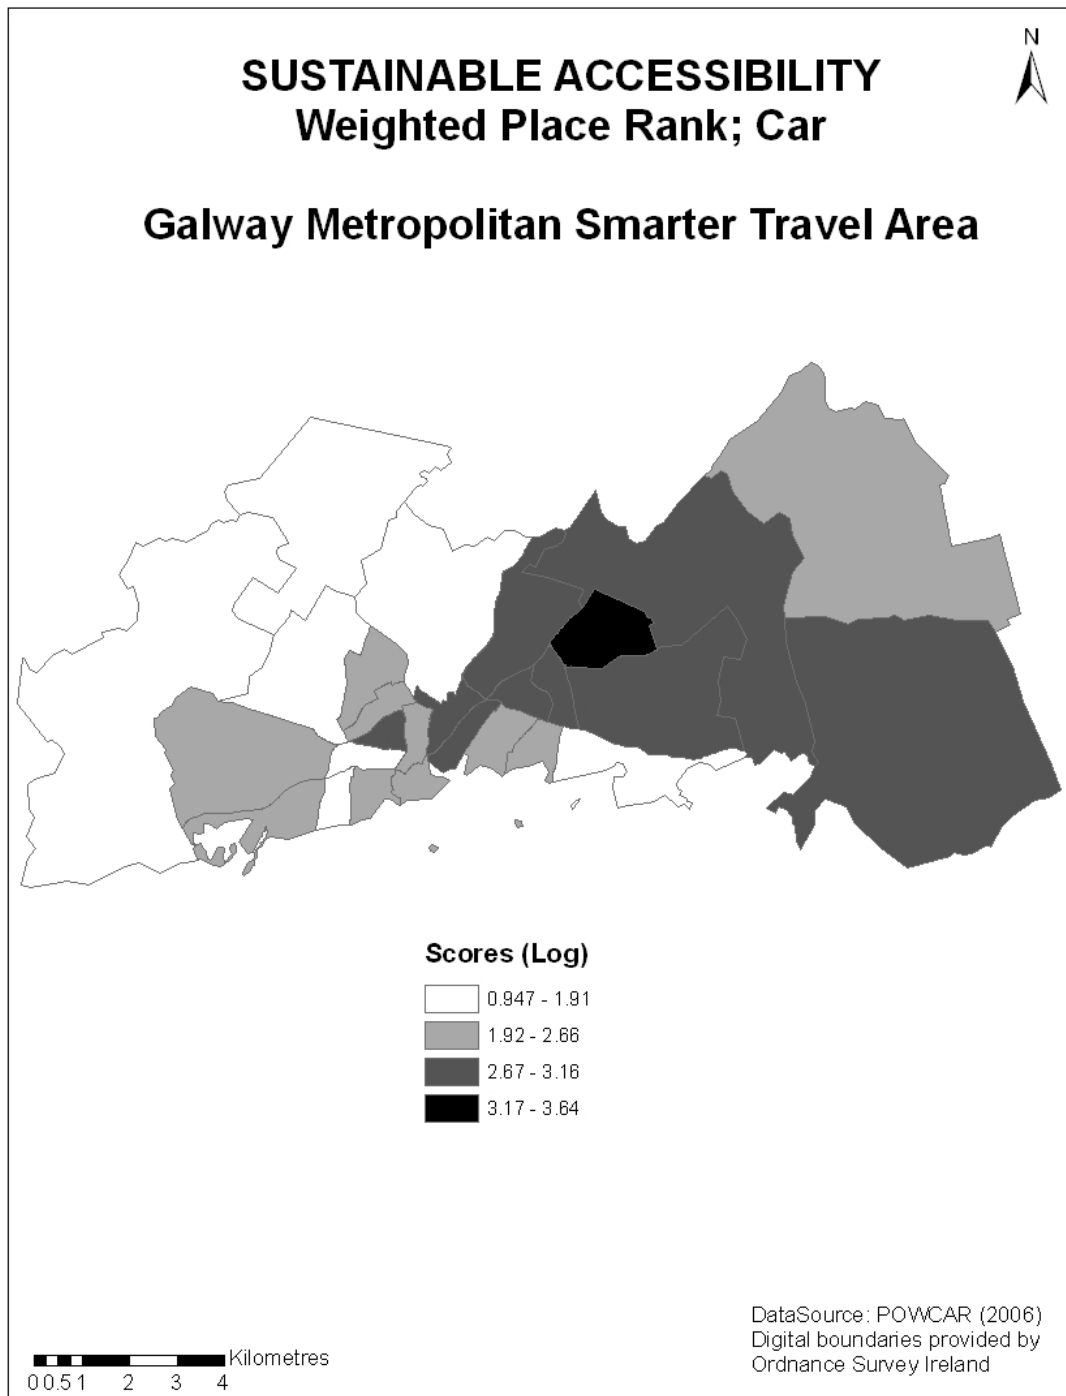 N
SUSTAINABLE ACCESSIBILITY
Weighted Place Rank; Car
Galway Metropolitan Smarter Travel Area
Scores (Log)
0.947 - 1.91
1.92 - 2.66
2.67 - 3.16
3.17 - 3.64
DataSource: POWCAR (2006)
Digital boundaries provided by
Ordnance Survey Ireland
Kilometres
0 0.5 1 2 3 4